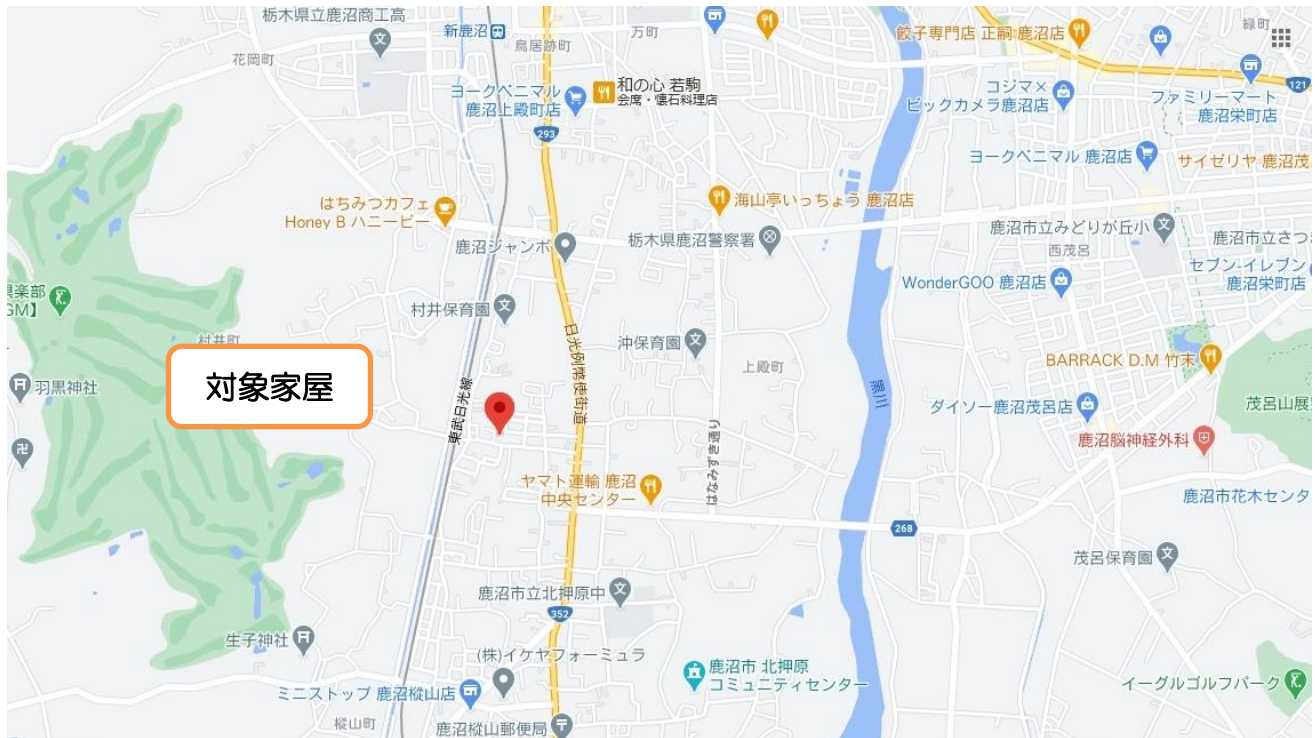 栃木県立鹿沼商工高
新鹿沼
鳥居跡町
万町
餃子専門店 正嗣 鹿沼店
緑町
花岡町
ヨークベニマル
鹿沼上殿町店
和の心 若駒
会席・懐石料理店
コジマ×
ビックカメラ鹿沼店
121
ファミリーマート
鹿沼栄町店
293
ヨークベニマル 鹿沼店
サイゼリヤ 鹿沼茂
はちみつカフェ
Honey B ハニービー
海山亭いっちょう 鹿沼店
鹿沼ジャンボ
栃木県鹿沼警察署
鹿沼市立みどりが丘小
西茂呂
鹿沼市立さつ
セブン-イレブン
鹿沼栄町店
WonderGOO 鹿沼店
倶楽部
GM】
村井保育園
村井町
日光例幣使街道
沖保育園
上殿町
BARRACK D.M 竹末
対象家屋
羽黒神社
東武日光線
黒川
ダイソー鹿沼茂呂店
茂呂山展
はなみずき通り
鹿沼脳神経外科
ヤマト運輸 鹿沼
中央センター
鹿沼市花木センタ
268
茂呂保育園
鹿沼市立北押原中
352
生子神社
(株)イケヤフォーミュラ
鹿沼市 北押原
コミュニティセンター
イーグルゴルフパーク
ミニストップ 鹿沼樅山店
樅山町
鹿沼樅山郵便局